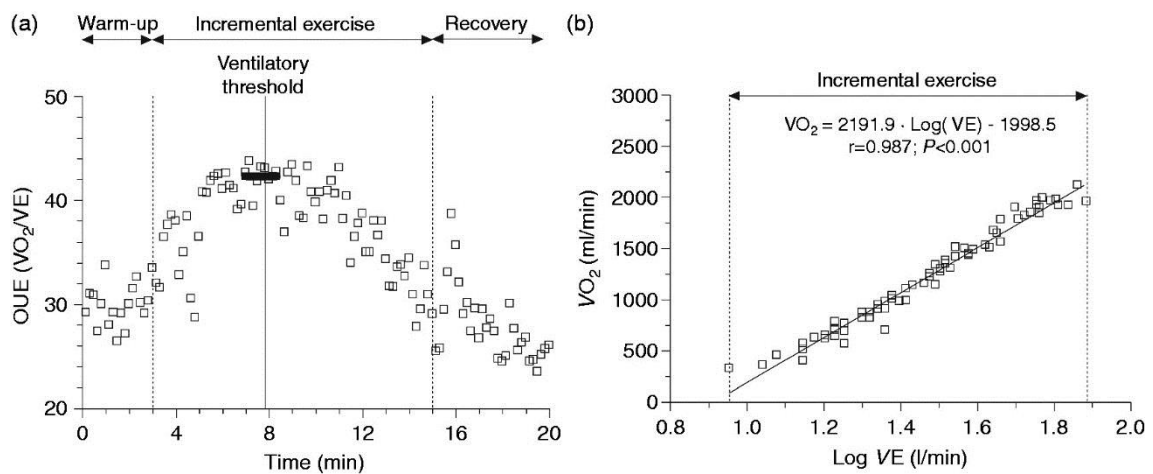 (a)
Warm-up
Incremental exercise
Recovery
Ventilatory
threshold
50
40
30
20
OUE (VO2/VE)
0
4
8
12
16
20
Time (min)
(b)
Incremental exercise
VO2 = 2191.9 · Log( VE) - 1998.5
r=0.987; P<0.001
3000
2500
2000
1500
1000
500
0
VO2 (ml/min)
0.8
1.0
1.2
1.4
1.6
1.8
2.0
Log VE (l/min)